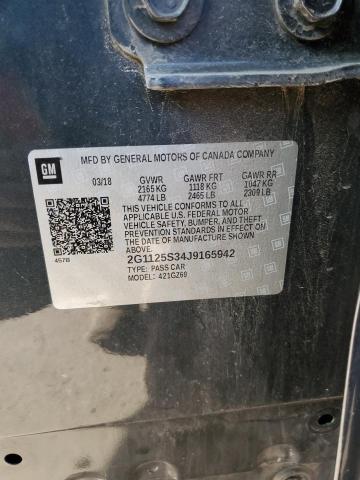 GM
MFD BY GENERAL MOTORS OF CANADA COMPANY
03/18 GVWR GAWR FRT GAWR RR
2165 KG 1118 KG 1047 KG
4774 LB 2465 LB 2309 LB
THIS VEHICLE CONFORMS TO ALL APPLICABLE
U.S. FEDERAL MOTOR
VEHICLE SAFETY, BUMPER, AND THEFT
PREVENTION STANDARDS IN EFFECT ON THE
DATE OF MANUFACTURE SHOWN
ABOVE.
457B
2G1125S34J9165942
TYPE: PASS CAR
MODEL: 421GZ69